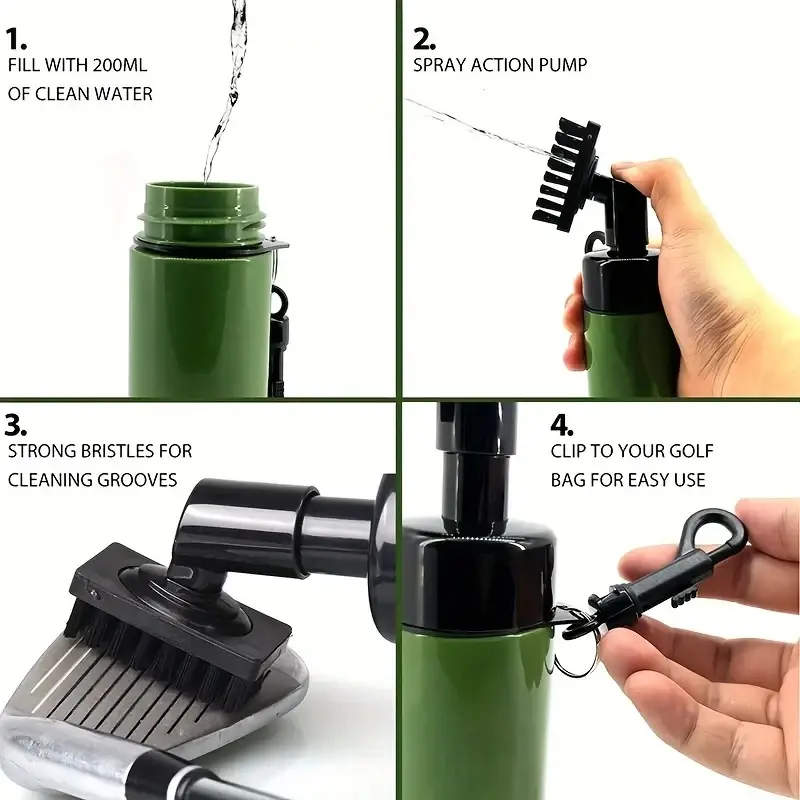 1.
FILL WITH 200ML
OF CLEAN WATER
2.
SPRAY ACTION PUMP
3.
STRONG BRISTLES FOR
CLEANING GROOVES
4.
CLIP TO YOUR GOLF
BAG FOR EASY USE